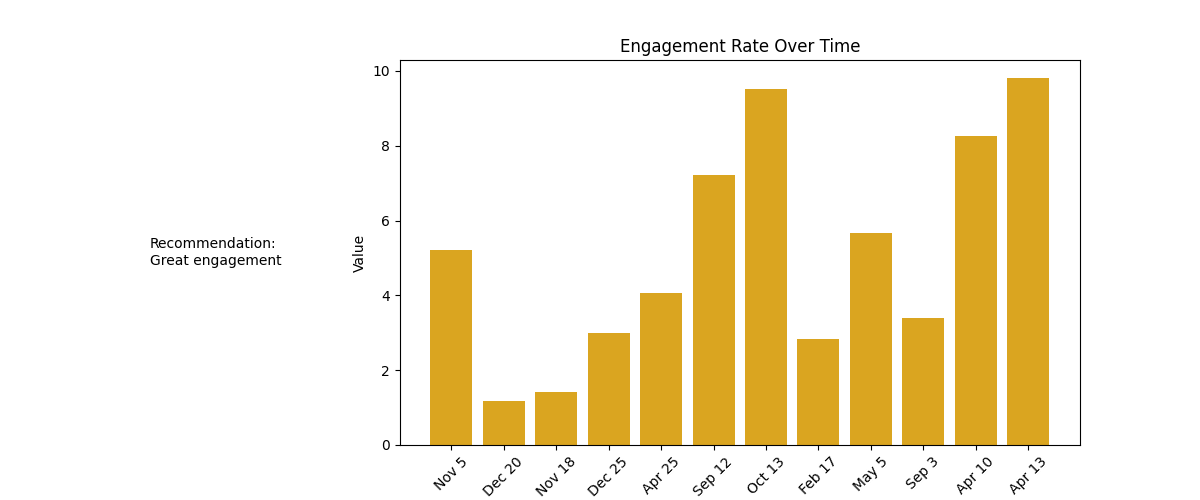 Engagement Rate Over Time
Recommendation:
Great engagement
Value
10
8
6
4
2
0
Nov 5
Dec 20
Nov 18
Dec 25
Apr 25
Sep 12
Oct 13
Feb 17
May 5
Sep 3
Apr 10
Apr 13